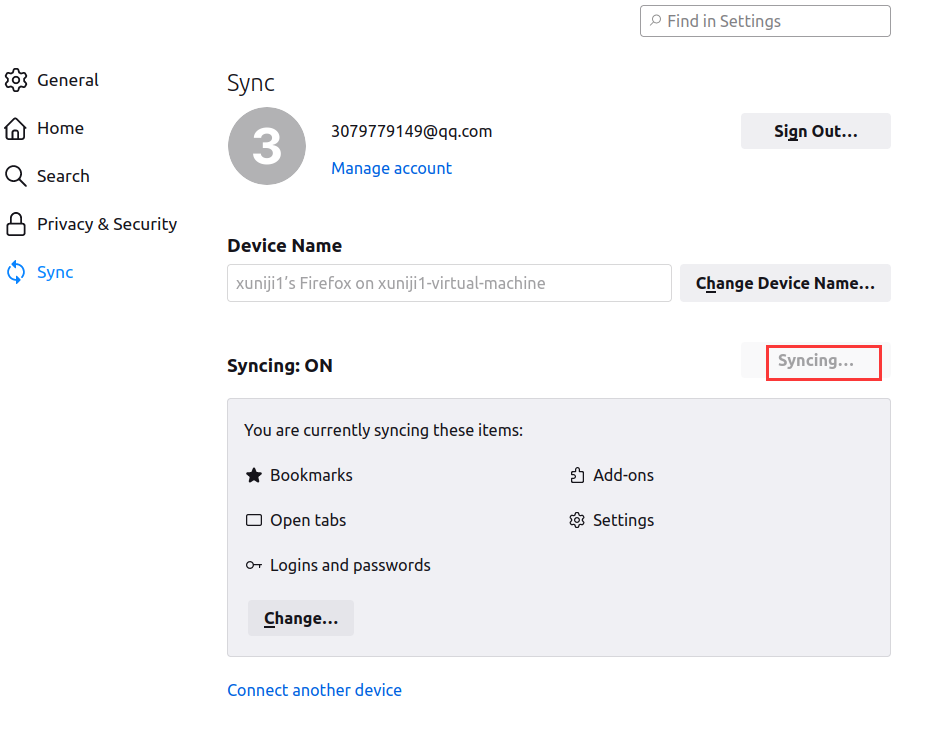 Find in Settings
General
Home
Search
Privacy & Security
Sync
Sync
3
3079779149@qq.com
Manage account
Sign Out…
Device Name
xuniji1’s Firefox on xuniji1-virtual-machine
Change Device Name…
Syncing: ON
Syncing…
You are currently syncing these items:
Bookmarks
Add-ons
Open tabs
Settings
Logins and passwords
Change…
Connect another device